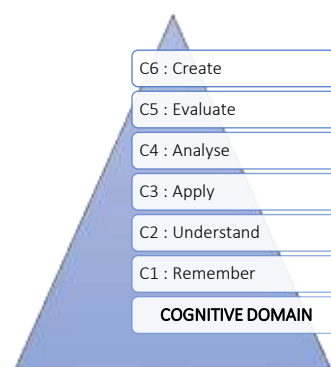 C6 : Create
C5 : Evaluate
C4 : Analyse
C3 : Apply
C2 : Understand
C1 : Remember
COGNITIVE DOMAIN